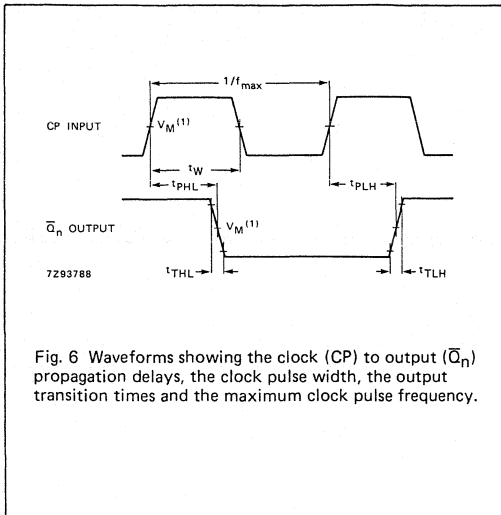 1/fmax
CP INPUT
VM(1)
tW
tPHL
tPLH
Q̅n OUTPUT
VM(1)
7Z93788
tTHL
tTLH
Fig. 6 Waveforms showing the clock (CP) to output (Q̅n)
propagation delays, the clock pulse width, the output
transition times and the maximum clock pulse frequency.